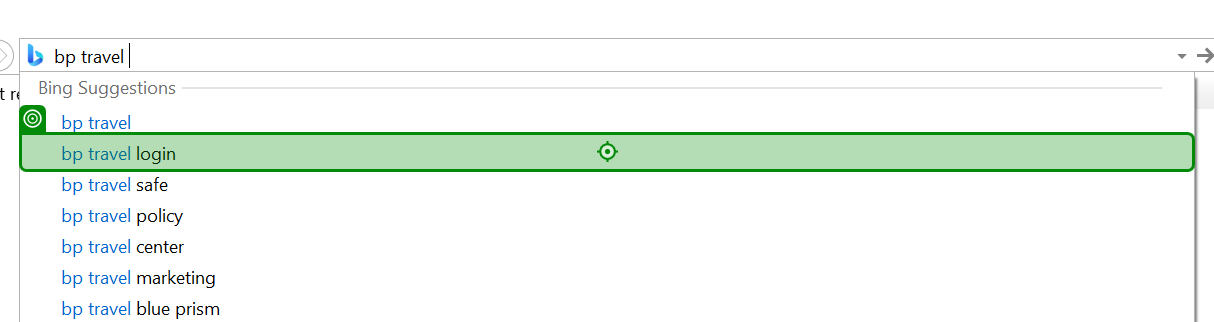 bp travel
Bing Suggestions
t re
bp travel
bp travel login
bp travel safe
bp travel policy
bp travel center
bp travel marketing
bp travel blue prism